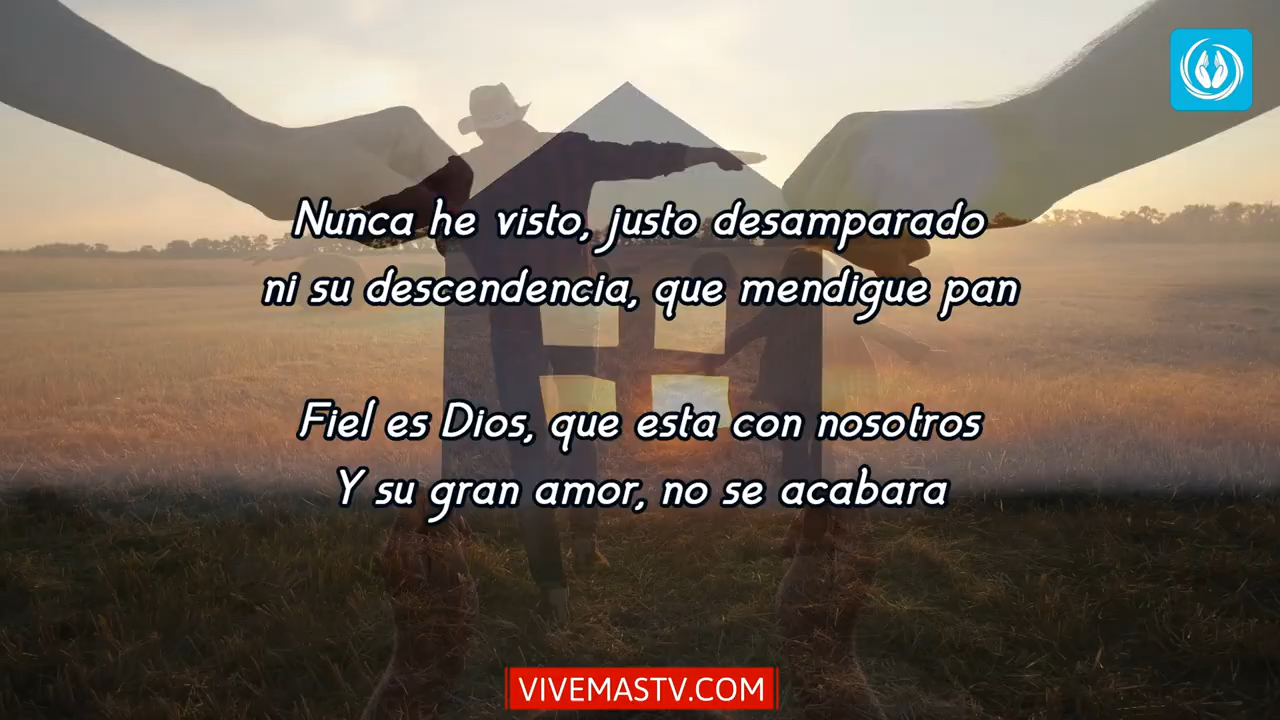 Nunca he visto, justo desamparado
ni su descendencia, que mendigue pan
Fiel es Dios, que esta con nosotros
Y su gran amor, no se acabara
VIVEMASTV.COM